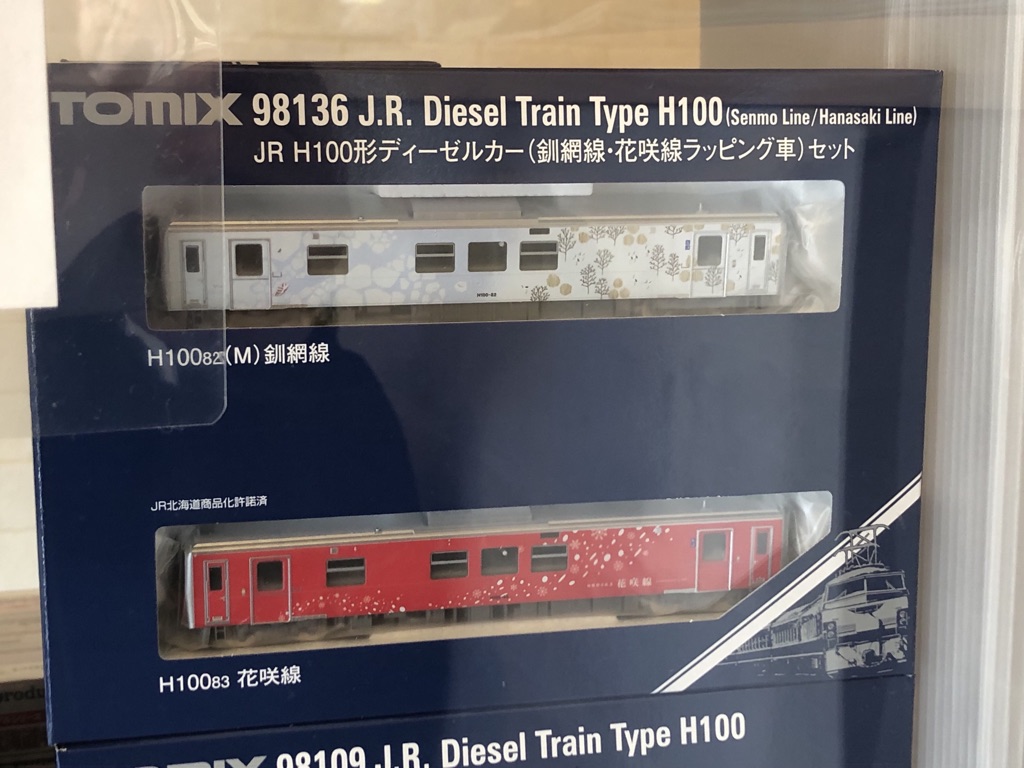 TOMIX 98136 J.R. Diesel Train Type H100 (Senmo Line/Hanasaki Line)
JR H100形ディーゼルカー(釧網線・花咲線ラッピング車)セット
H100-82
H10082(M)釧網線
JR北海道商品化許諾済
花咲線
H10083 花咲線
TOMIX 98109 J.R. Diesel Train Type H100